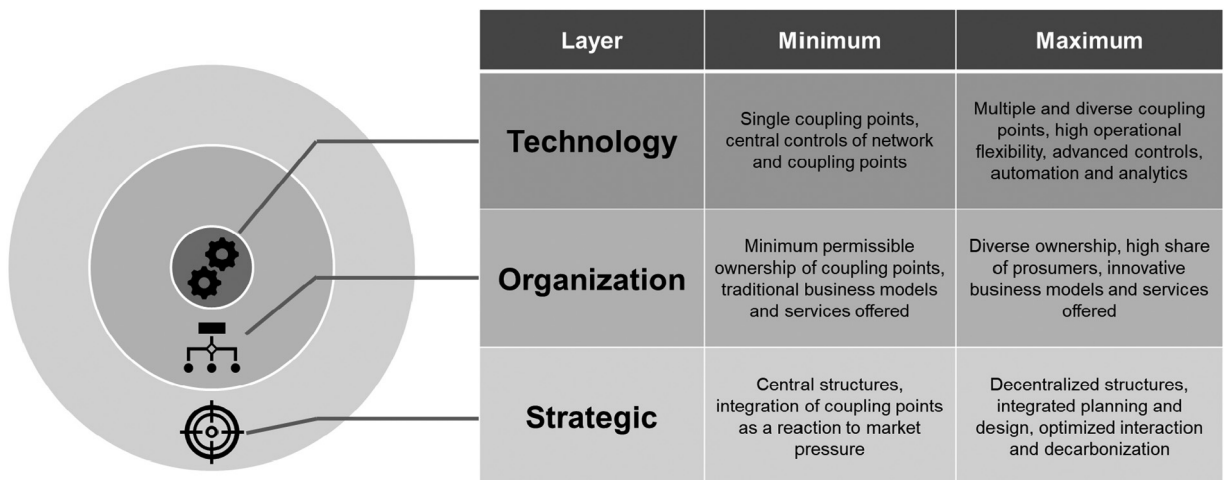 Layer
Minimum
Maximum
Technology
Single coupling points,
central controls of network
and coupling points
Multiple and diverse coupling
points, high operational
flexibility, advanced controls,
automation and analytics
Organization
Minimum permissible
ownership of coupling points,
traditional business models
and services offered
Diverse ownership, high share
of prosumers, innovative
business models and services
offered
Strategic
Central structures,
integration of coupling points
as a reaction to market
pressure
Decentralized structures,
integrated planning and
design, optimized interaction
and decarbonization